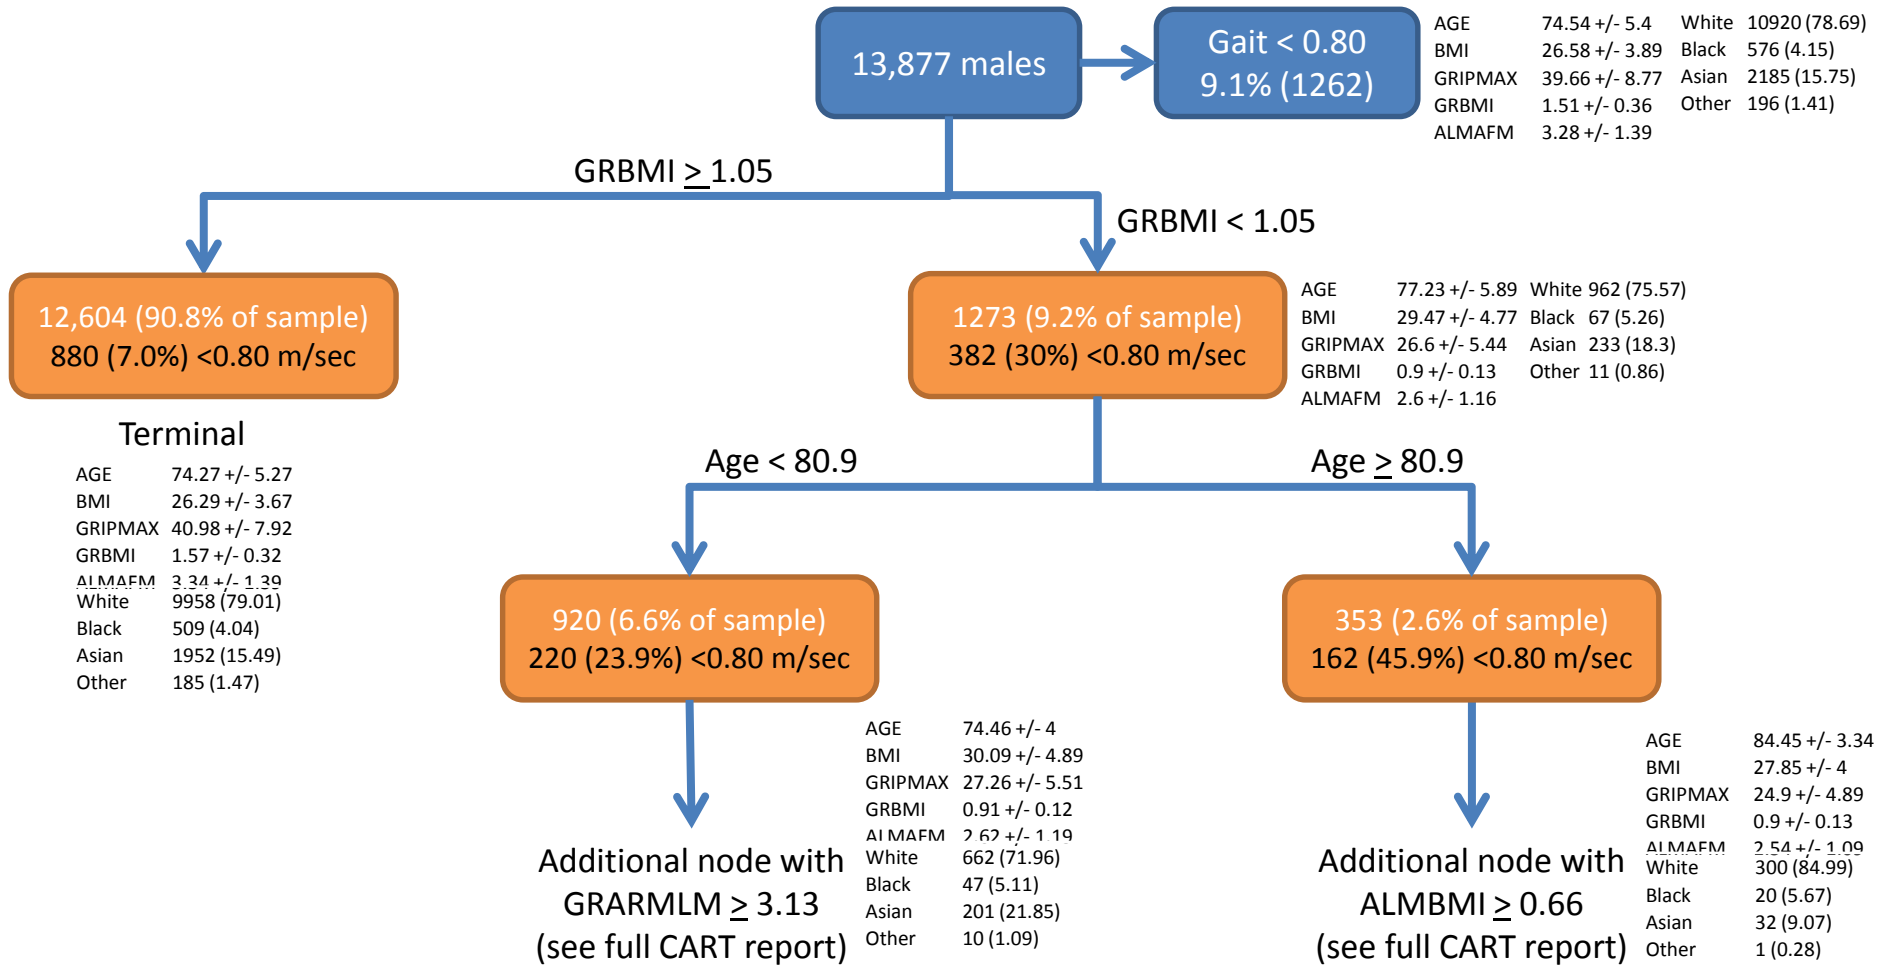 13,877 males
Gait < 0.80
9.1% (1262)
AGE 74.54 +/- 5.4 White 10920 (78.69)
BMI 26.58 +/- 3.89 Black 576 (4.15)
GRIPMAX 39.66 +/- 8.77 Asian 2185 (15.75)
GRBMI 1.51 +/- 0.36 Other 196 (1.41)
ALMAFM 3.28 +/- 1.39
GRBMI ≥ 1.05
GRBMI < 1.05
12,604 (90.8% of sample)
880 (7.0%) <0.80 m/sec
Terminal
AGE 74.27 +/- 5.27
BMI 26.29 +/- 3.67
GRIPMAX 40.98 +/- 7.92
GRBMI 1.57 +/- 0.32
ALMAFM 3.34 +/- 1.39
White 9958 (79.01)
Black 509 (4.04)
Asian 1952 (15.49)
Other 185 (1.47)
1273 (9.2% of sample)
382 (30%) <0.80 m/sec
AGE 77.23 +/- 5.89 White 962 (75.57)
BMI 29.47 +/- 4.77 Black 67 (5.26)
GRIPMAX 26.6 +/- 5.44 Asian 233 (18.3)
GRBMI 0.9 +/- 0.13 Other 11 (0.86)
ALMAFM 2.6 +/- 1.16
Age < 80.9
Age ≥ 80.9
920 (6.6% of sample)
220 (23.9%) <0.80 m/sec
AGE 74.46 +/- 4
BMI 30.09 +/- 4.89
GRIPMAX 27.26 +/- 5.51
GRBMI 0.91 +/- 0.12
ALMAFM 2.62 +/- 1.19
White 662 (71.96)
Black 47 (5.11)
Asian 201 (21.85)
Other 10 (1.09)
Additional node with
GRARMLM ≥ 3.13
(see full CART report)
353 (2.6% of sample)
162 (45.9%) <0.80 m/sec
AGE 84.45 +/- 3.34
BMI 27.85 +/- 4
GRIPMAX 24.9 +/- 4.89
GRBMI 0.9 +/- 0.13
ALMAFM 2.54 +/- 1.09
White 300 (84.99)
Black 20 (5.67)
Asian 32 (9.07)
Other 1 (0.28)
Additional node with
ALMBMI ≥ 0.66
(see full CART report)